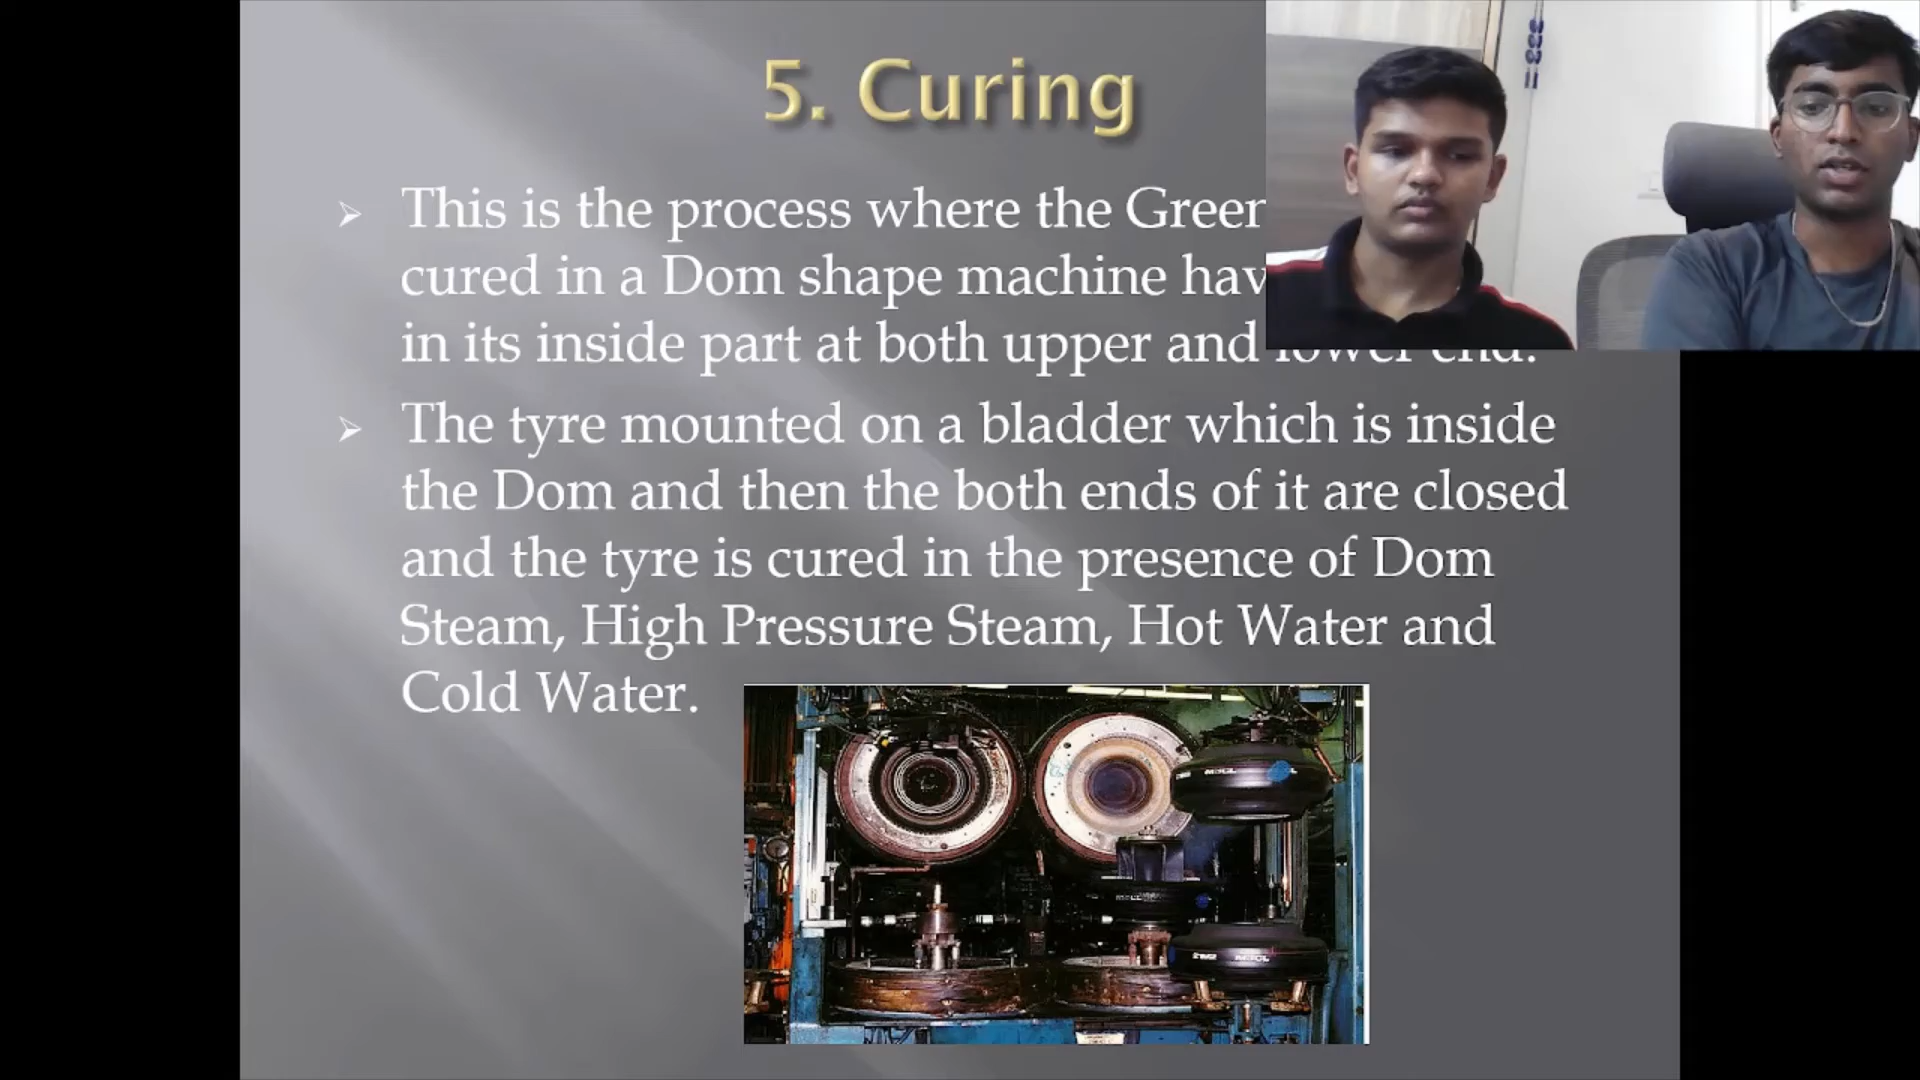 5. Curing
➢ This is the process where the Green
cured in a Dom shape machine hav
in its inside part at both upper and lower end.
➢ The tyre mounted on a bladder which is inside
the Dom and then the both ends of it are closed
and the tyre is cured in the presence of Dom
Steam, High Pressure Steam, Hot Water and
Cold Water.